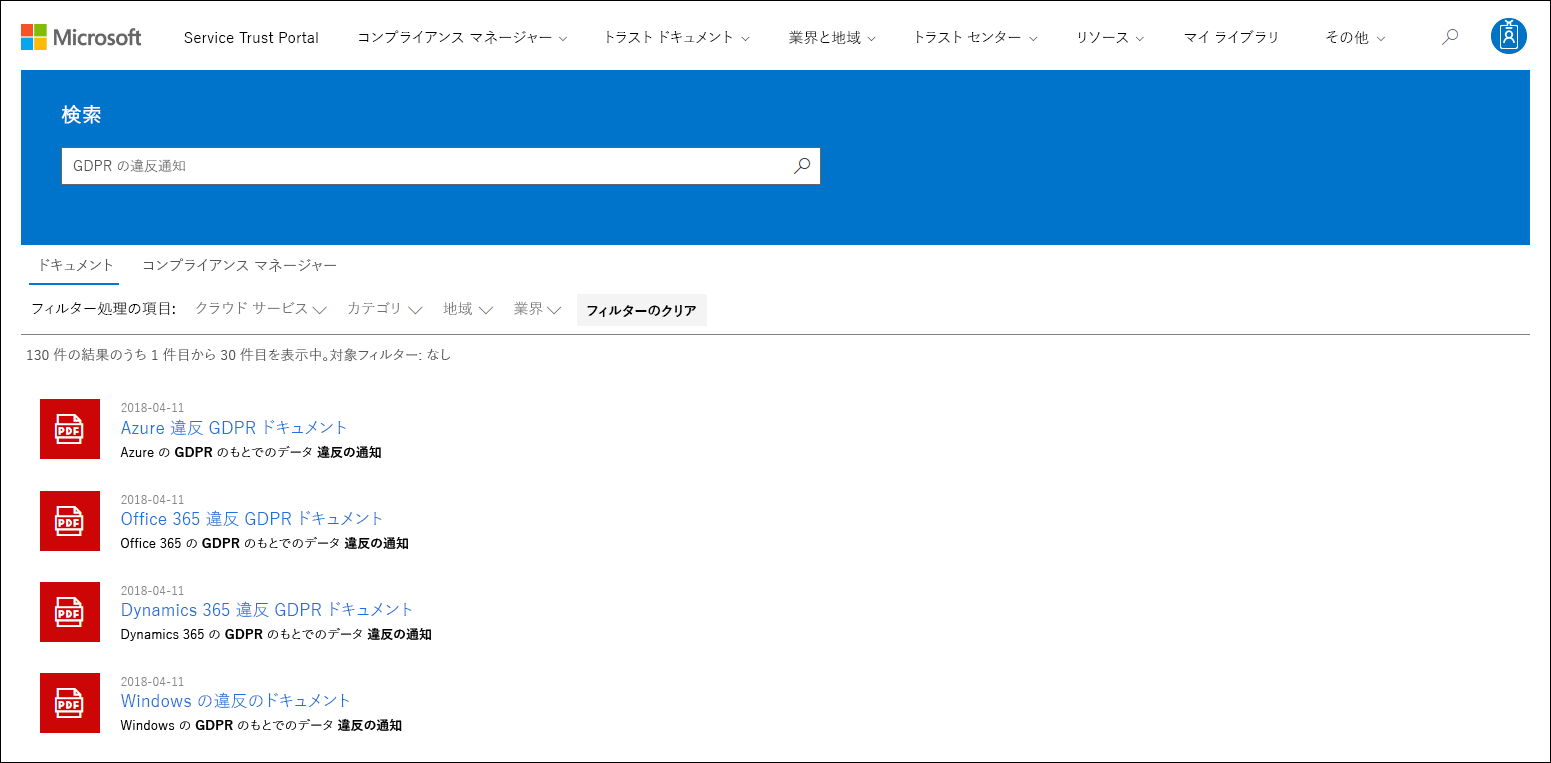 Microsoft Service Trust Portal コンプライアンス マネージャー トラスト ドキュメント 業界と地域 トラスト センター リソース マイ ライブラリ その他
検索
GDPR の違反通知
ドキュメント コンプライアンス マネージャー
フィルター処理の項目: クラウド サービス カテゴリ 地域 業界 フィルターのクリア
130 件の結果のうち 1 件目から 30 件目を表示中。対象フィルター: なし
2018-04-11
PDF Azure 違反 GDPR ドキュメント
Azure の GDPR のもとでのデータ 違反の通知
2018-04-11
PDF Office 365 違反 GDPR ドキュメント
Office 365 の GDPR のもとでのデータ 違反の通知
2018-04-11
PDF Dynamics 365 違反 GDPR ドキュメント
Dynamics 365 の GDPR のもとでのデータ 違反の通知
2018-04-11
PDF Windows の違反のドキュメント
Windows の GDPR のもとでのデータ 違反の通知